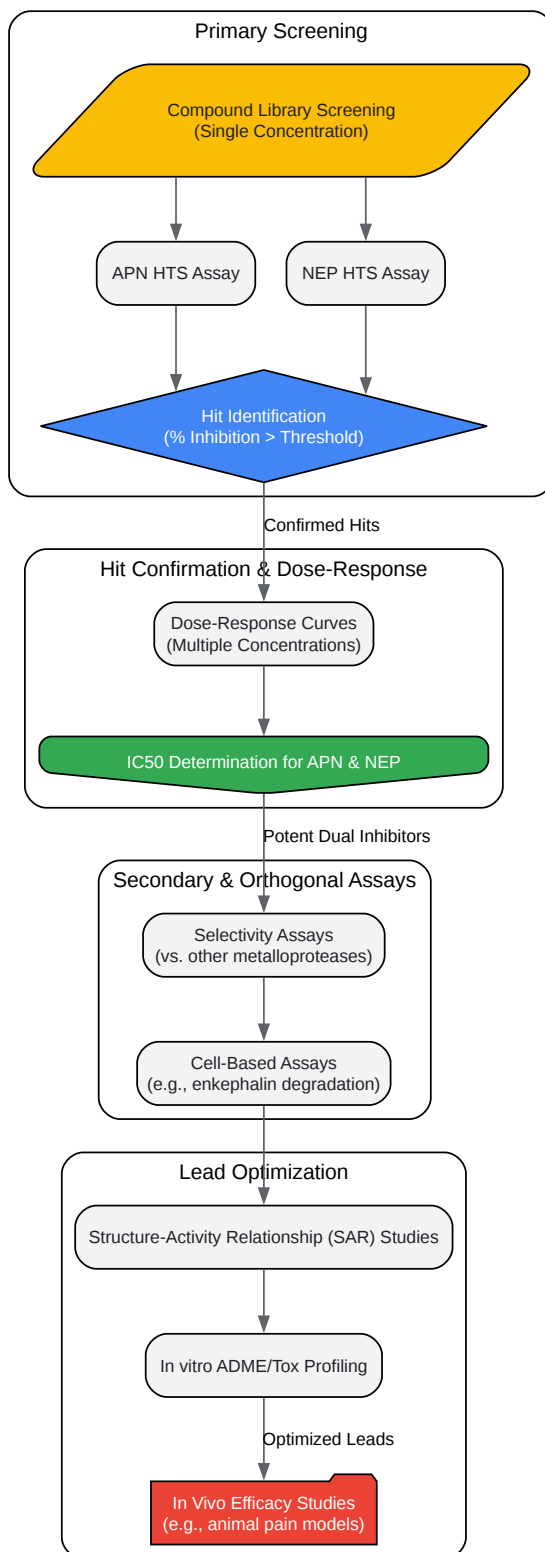 Primary Screening
Compound Library Screening
(Single Concentration)
APN HTS Assay
NEP HTS Assay
Hit Identification
(% Inhibition > Threshold)
Confirmed Hits
Hit Confirmation & Dose-Response
Dose-Response Curves
(Multiple Concentrations)
IC50 Determination for APN & NEP
Potent Dual Inhibitors
Secondary & Orthogonal Assays
Selectivity Assays
(vs. other metalloproteases)
Cell-Based Assays
(e.g., enkephalin degradation)
Lead Optimization
Structure-Activity Relationship (SAR) Studies
In vitro ADME/Tox Profiling
Optimized Leads
In Vivo Efficacy Studies
(e.g., animal pain models)